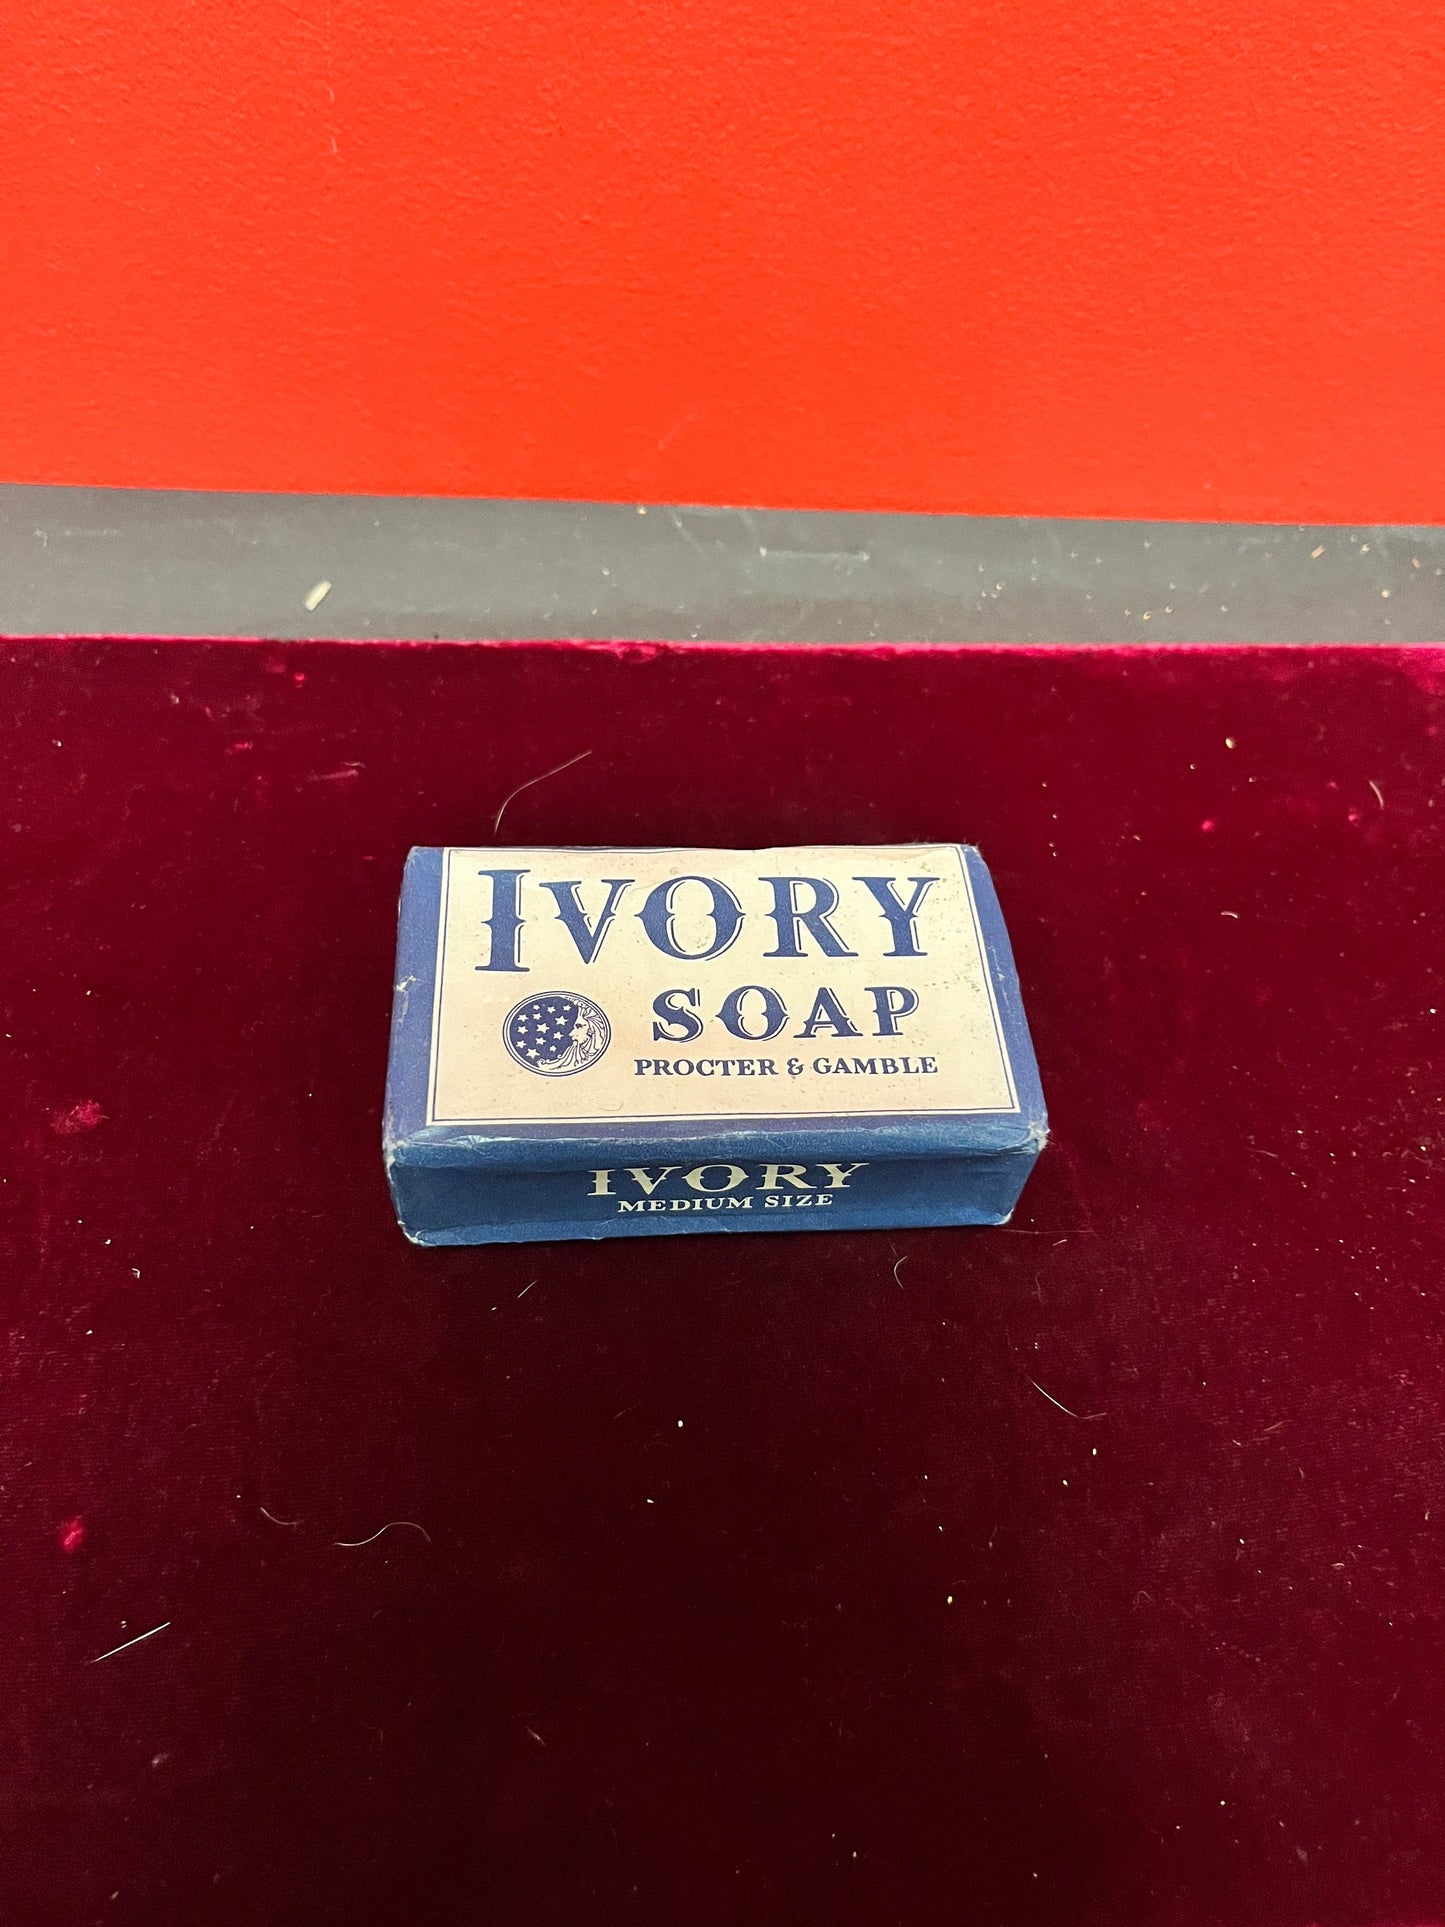 IVORY
SOAP
PROCTER & GAMBLE
IVORY
MEDIUM SIZE